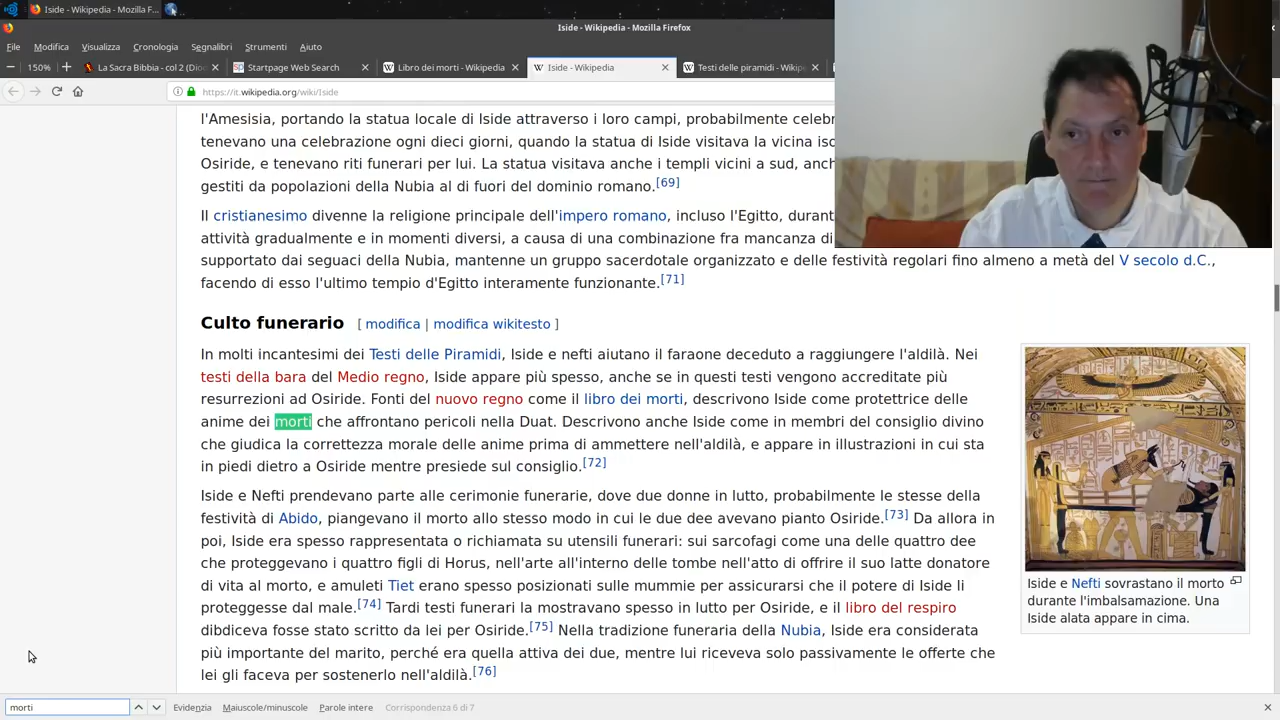 Iside - Wikipedia - Mozilla F...
Iside - Wikipedia - Mozilla Firefox
File Modifica Visualizza Cronologia Segnalibri Strumenti Aiuto
150% La Sacra Bibbia - col 2 (Dio Startpage Web Search Libro dei morti - Wikipedia Iside - Wikipedia Testi delle piramidi - Wikip
https://it.wikipedia.org/wiki/Iside
l'Amesisia, portando la statua locale di Iside attraverso i loro campi, probabilmente celebr
tenevano una celebrazione ogni dieci giorni, quando la statua di Iside visitava la vicina iso
Osiride, e tenevano riti funerari per lui. La statua visitava anche i templi vicini a sud, anch
gestiti da popolazioni della Nubia al di fuori del dominio romano.[69]
Il cristianesimo divenne la religione principale dell'impero romano, incluso l'Egitto, durant
attività gradualmente e in momenti diversi, a causa di una combinazione fra mancanza di
supportato dai seguaci della Nubia, mantenne un gruppo sacerdotale organizzato e delle festività regolari fino almeno a metà del V secolo d.C.,
facendo di esso l'ultimo tempio d'Egitto interamente funzionante.[71]
Culto funerario [ modifica | modifica wikitesto ]
In molti incantesimi dei Testi delle Piramidi, Iside e nefti aiutano il faraone deceduto a raggiungere l'aldilà. Nei
testi della bara del Medio regno, Iside appare più spesso, anche se in questi testi vengono accreditate più
resurrezioni ad Osiride. Fonti del nuovo regno come il libro dei morti, descrivono Iside come protettrice delle
anime dei morti che affrontano pericoli nella Duat. Descrivono anche Iside come in membri del consiglio divino
che giudica la correttezza morale delle anime prima di ammettere nell'aldilà, e appare in illustrazioni in cui sta
in piedi dietro a Osiride mentre presiede sul consiglio.[72]
Iside e Nefti prendevano parte alle cerimonie funerarie, dove due donne in lutto, probabilmente le stesse della
festività di Abido, piangevano il morto allo stesso modo in cui le due dee avevano pianto Osiride.[73] Da allora in
poi, Iside era spesso rappresentata o richiamata su utensili funerari: sui sarcofagi come una delle quattro dee
che proteggevano i quattro figli di Horus, nell'arte all'interno delle tombe nell'atto di offrire il suo latte donatore
di vita al morto, e amuleti Tiet erano spesso posizionati sulle mummie per assicurarsi che il potere di Iside li
proteggesse dal male.[74] Tardi testi funerari la mostravano spesso in lutto per Osiride, e il libro del respiro
dibdiceva fosse stato scritto da lei per Osiride.[75] Nella tradizione funeraria della Nubia, Iside era considerata
più importante del marito, perché era quella attiva dei due, mentre lui riceveva solo passivamente le offerte che
lei gli faceva per sostenerlo nell'aldilà.[76]
Iside e Nefti sovrastano il morto
durante l'imbalsamazione. Una
Iside alata appare in cima.
morti Evidenzia Maiuscole/minuscole Parole intere Corrispondenza 6 di 7